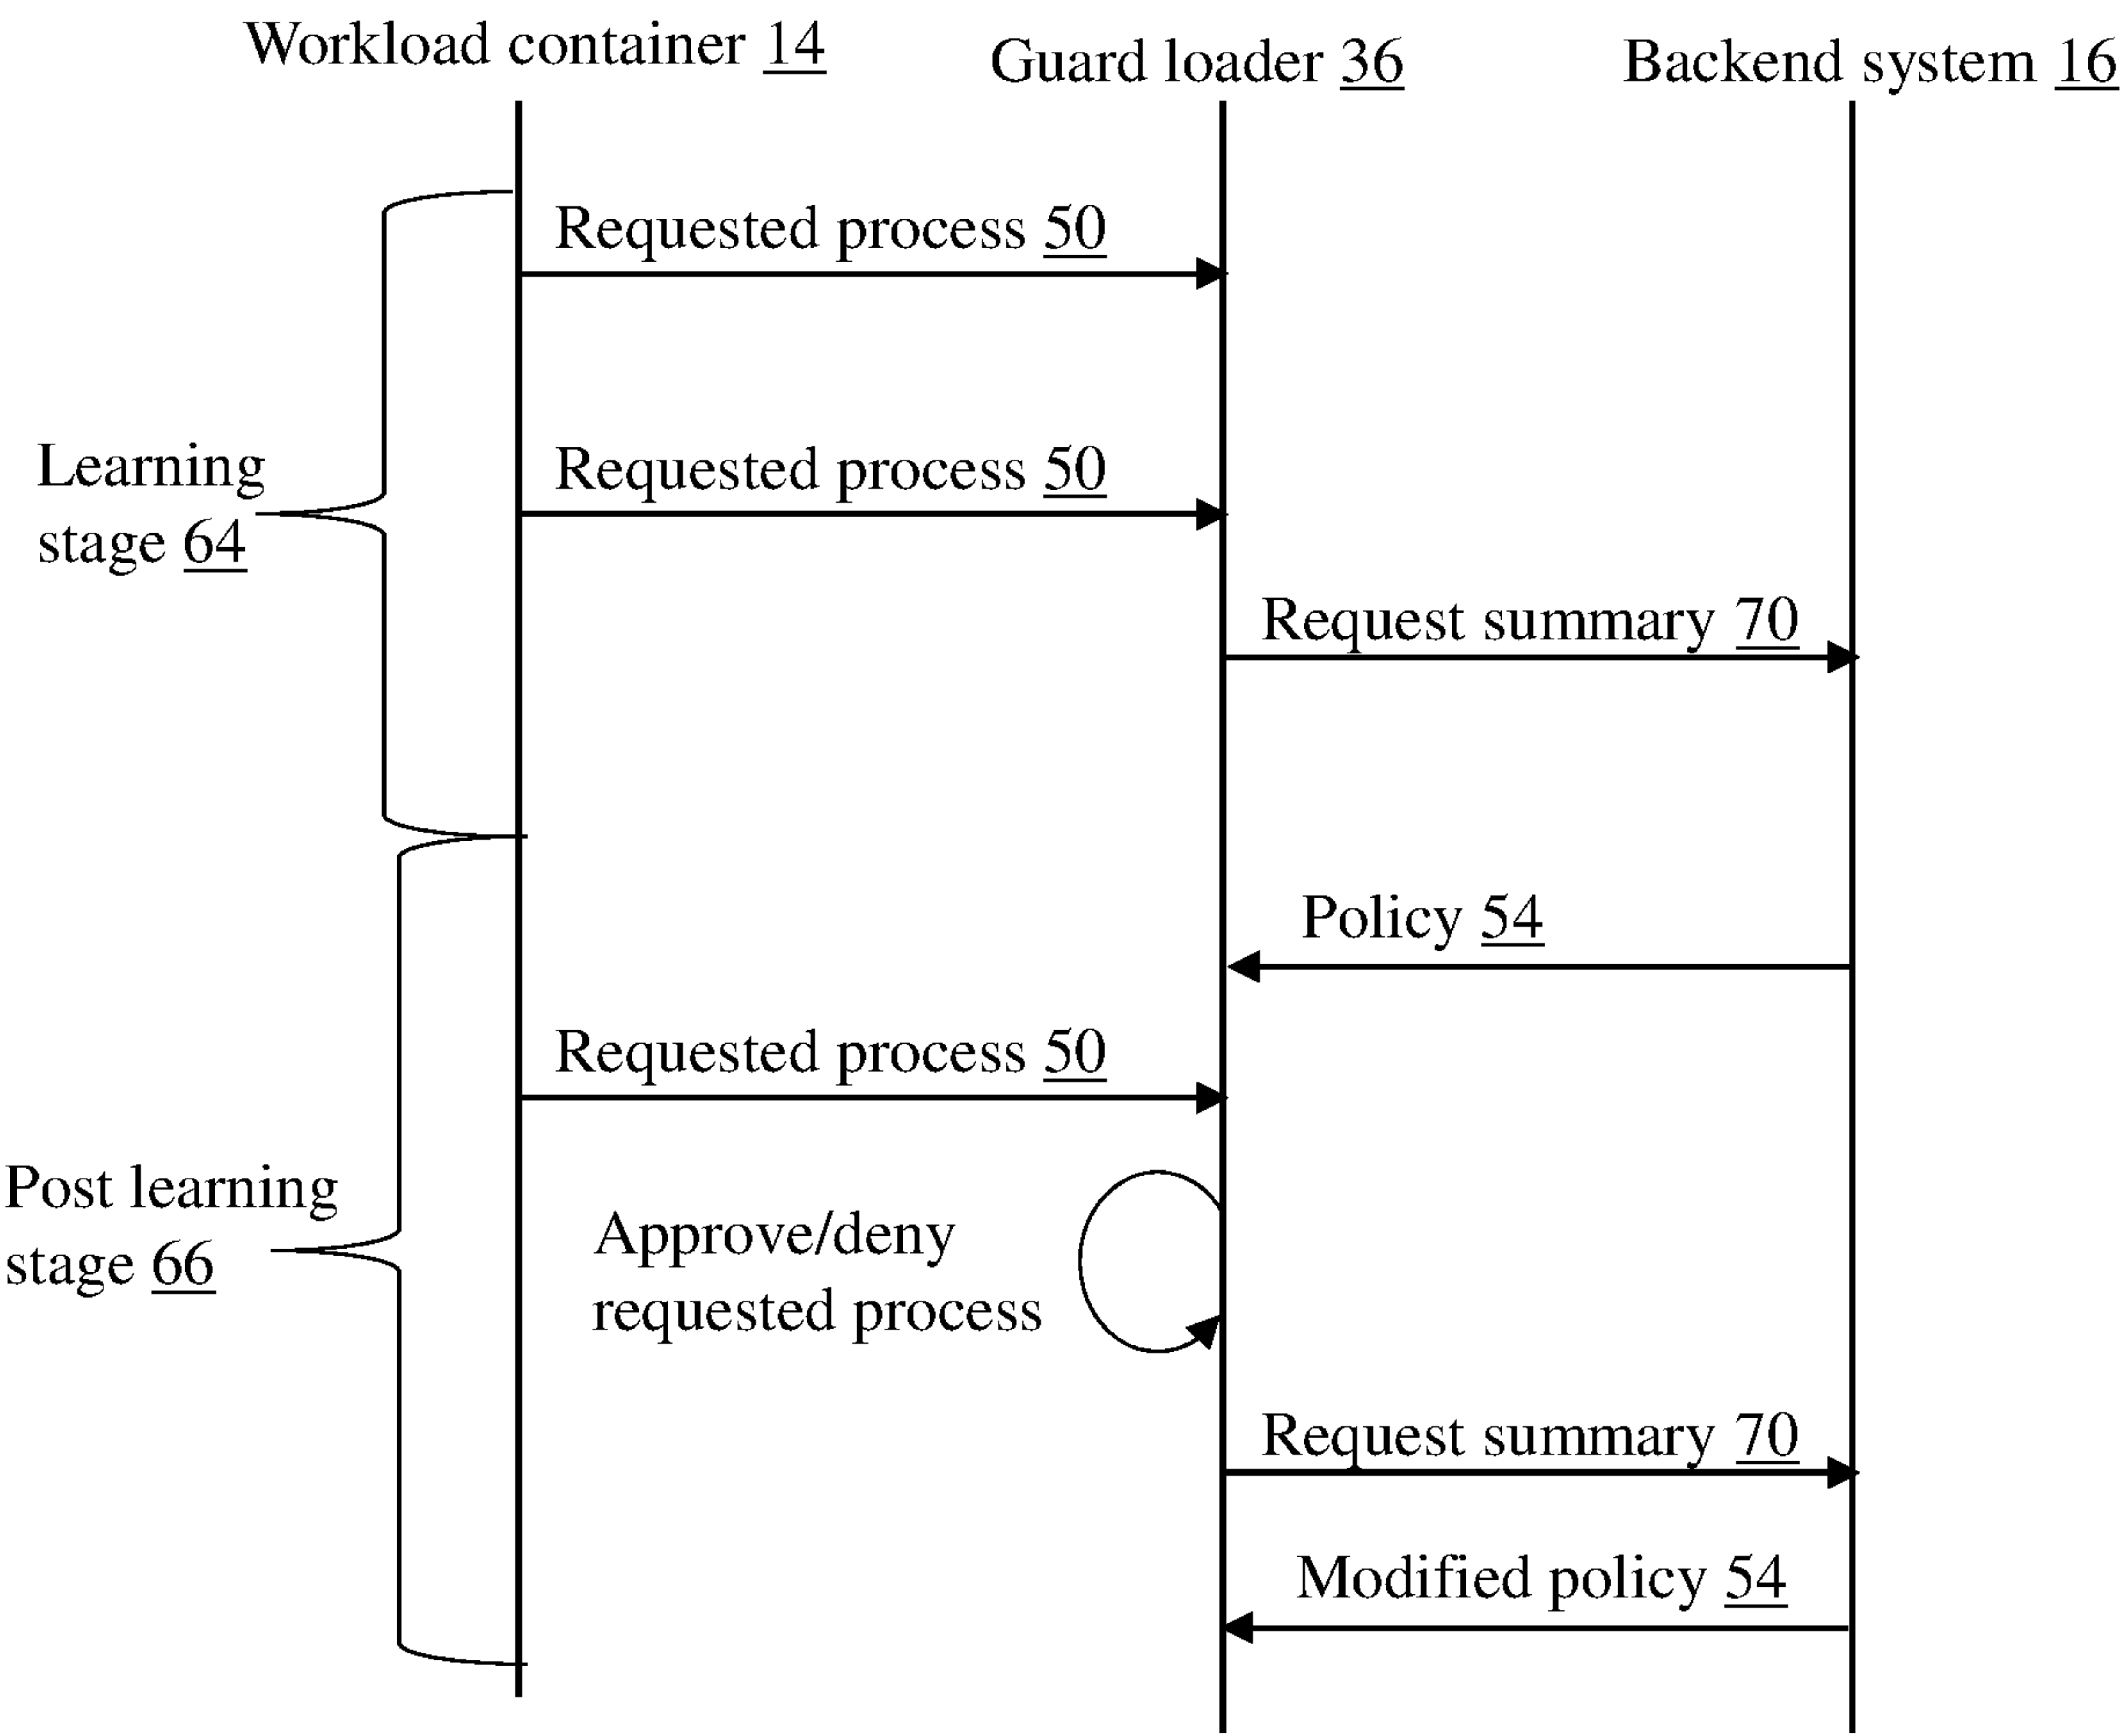 Workload container 14
Guard loader 36
Backend system 16
Requested process 50
Learning
stage 64
Requested process 50
Request summary 70
Policy 54
Requested process 50
Post learning
stage 66
Approve/deny
requested process
Request summary 70
Modified policy 54